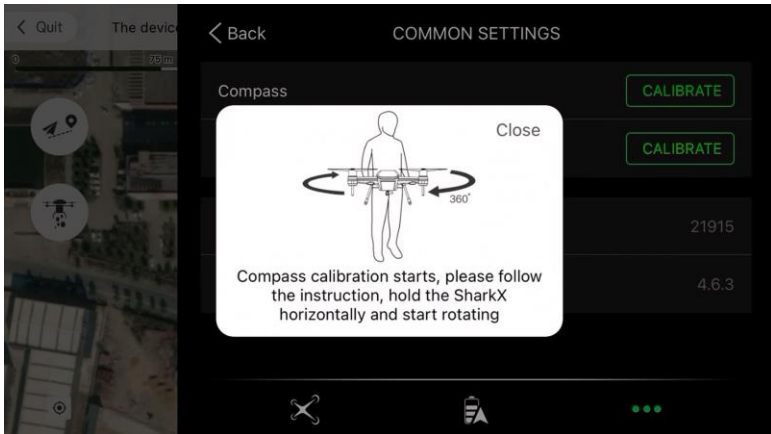 Quit
The device
0
75 m
Back
COMMON SETTINGS
Compass
CALIBRATE
CALIBRATE
Close
360°
Compass calibration starts, please follow
the instruction, hold the SharkX
horizontally and start rotating
21915
4.6.3